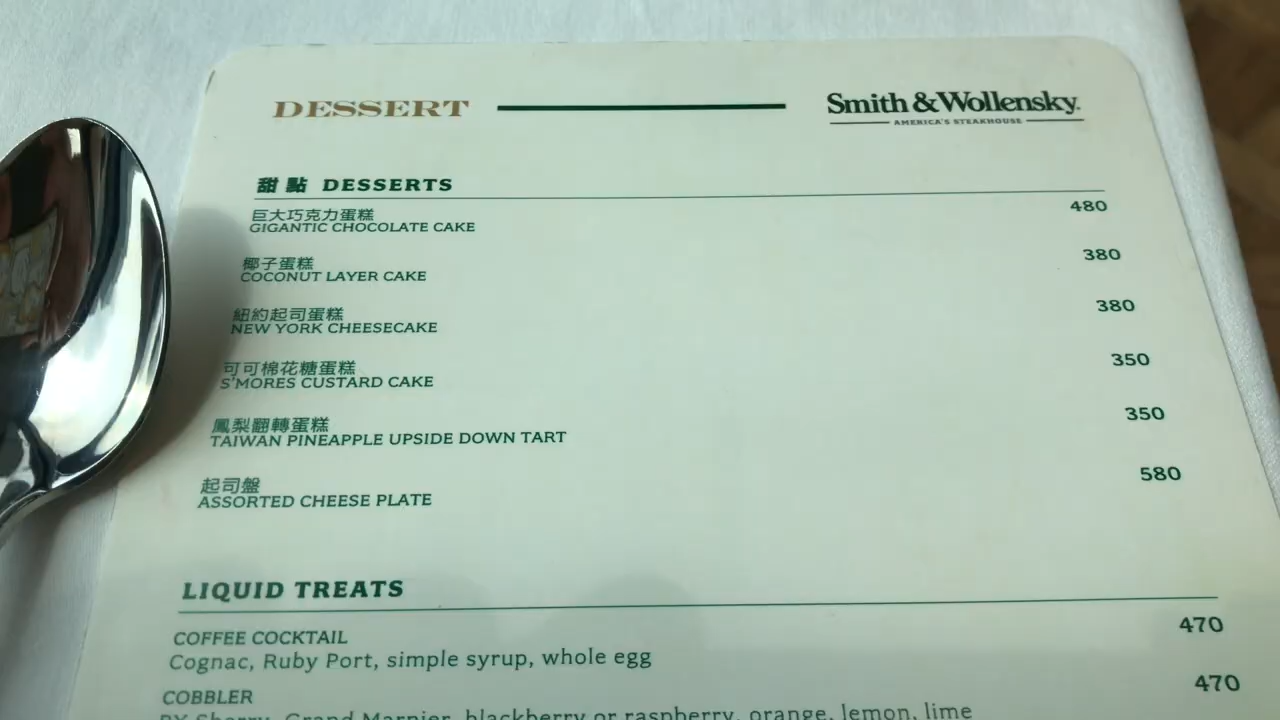 DESSERT
Smith & Wollensky.
AMERICA'S STEAKHOUSE
甜點 DESSERTS
巨大巧克力蛋糕 480
GIGANTIC CHOCOLATE CAKE
椰子蛋糕 380
COCONUT LAYER CAKE
紐約起司蛋糕 380
NEW YORK CHEESECAKE
可可棉花糖蛋糕 350
S'MORES CUSTARD CAKE
鳳梨翻轉蛋糕 350
TAIWAN PINEAPPLE UPSIDE DOWN TART
起司盤 580
ASSORTED CHEESE PLATE
LIQUID TREATS
COFFEE COCKTAIL 470
Cognac, Ruby Port, simple syrup, whole egg
COBBLER 470
PX Sherry, Grand Marnier, blackberry or raspberry, orange, lemon, lime